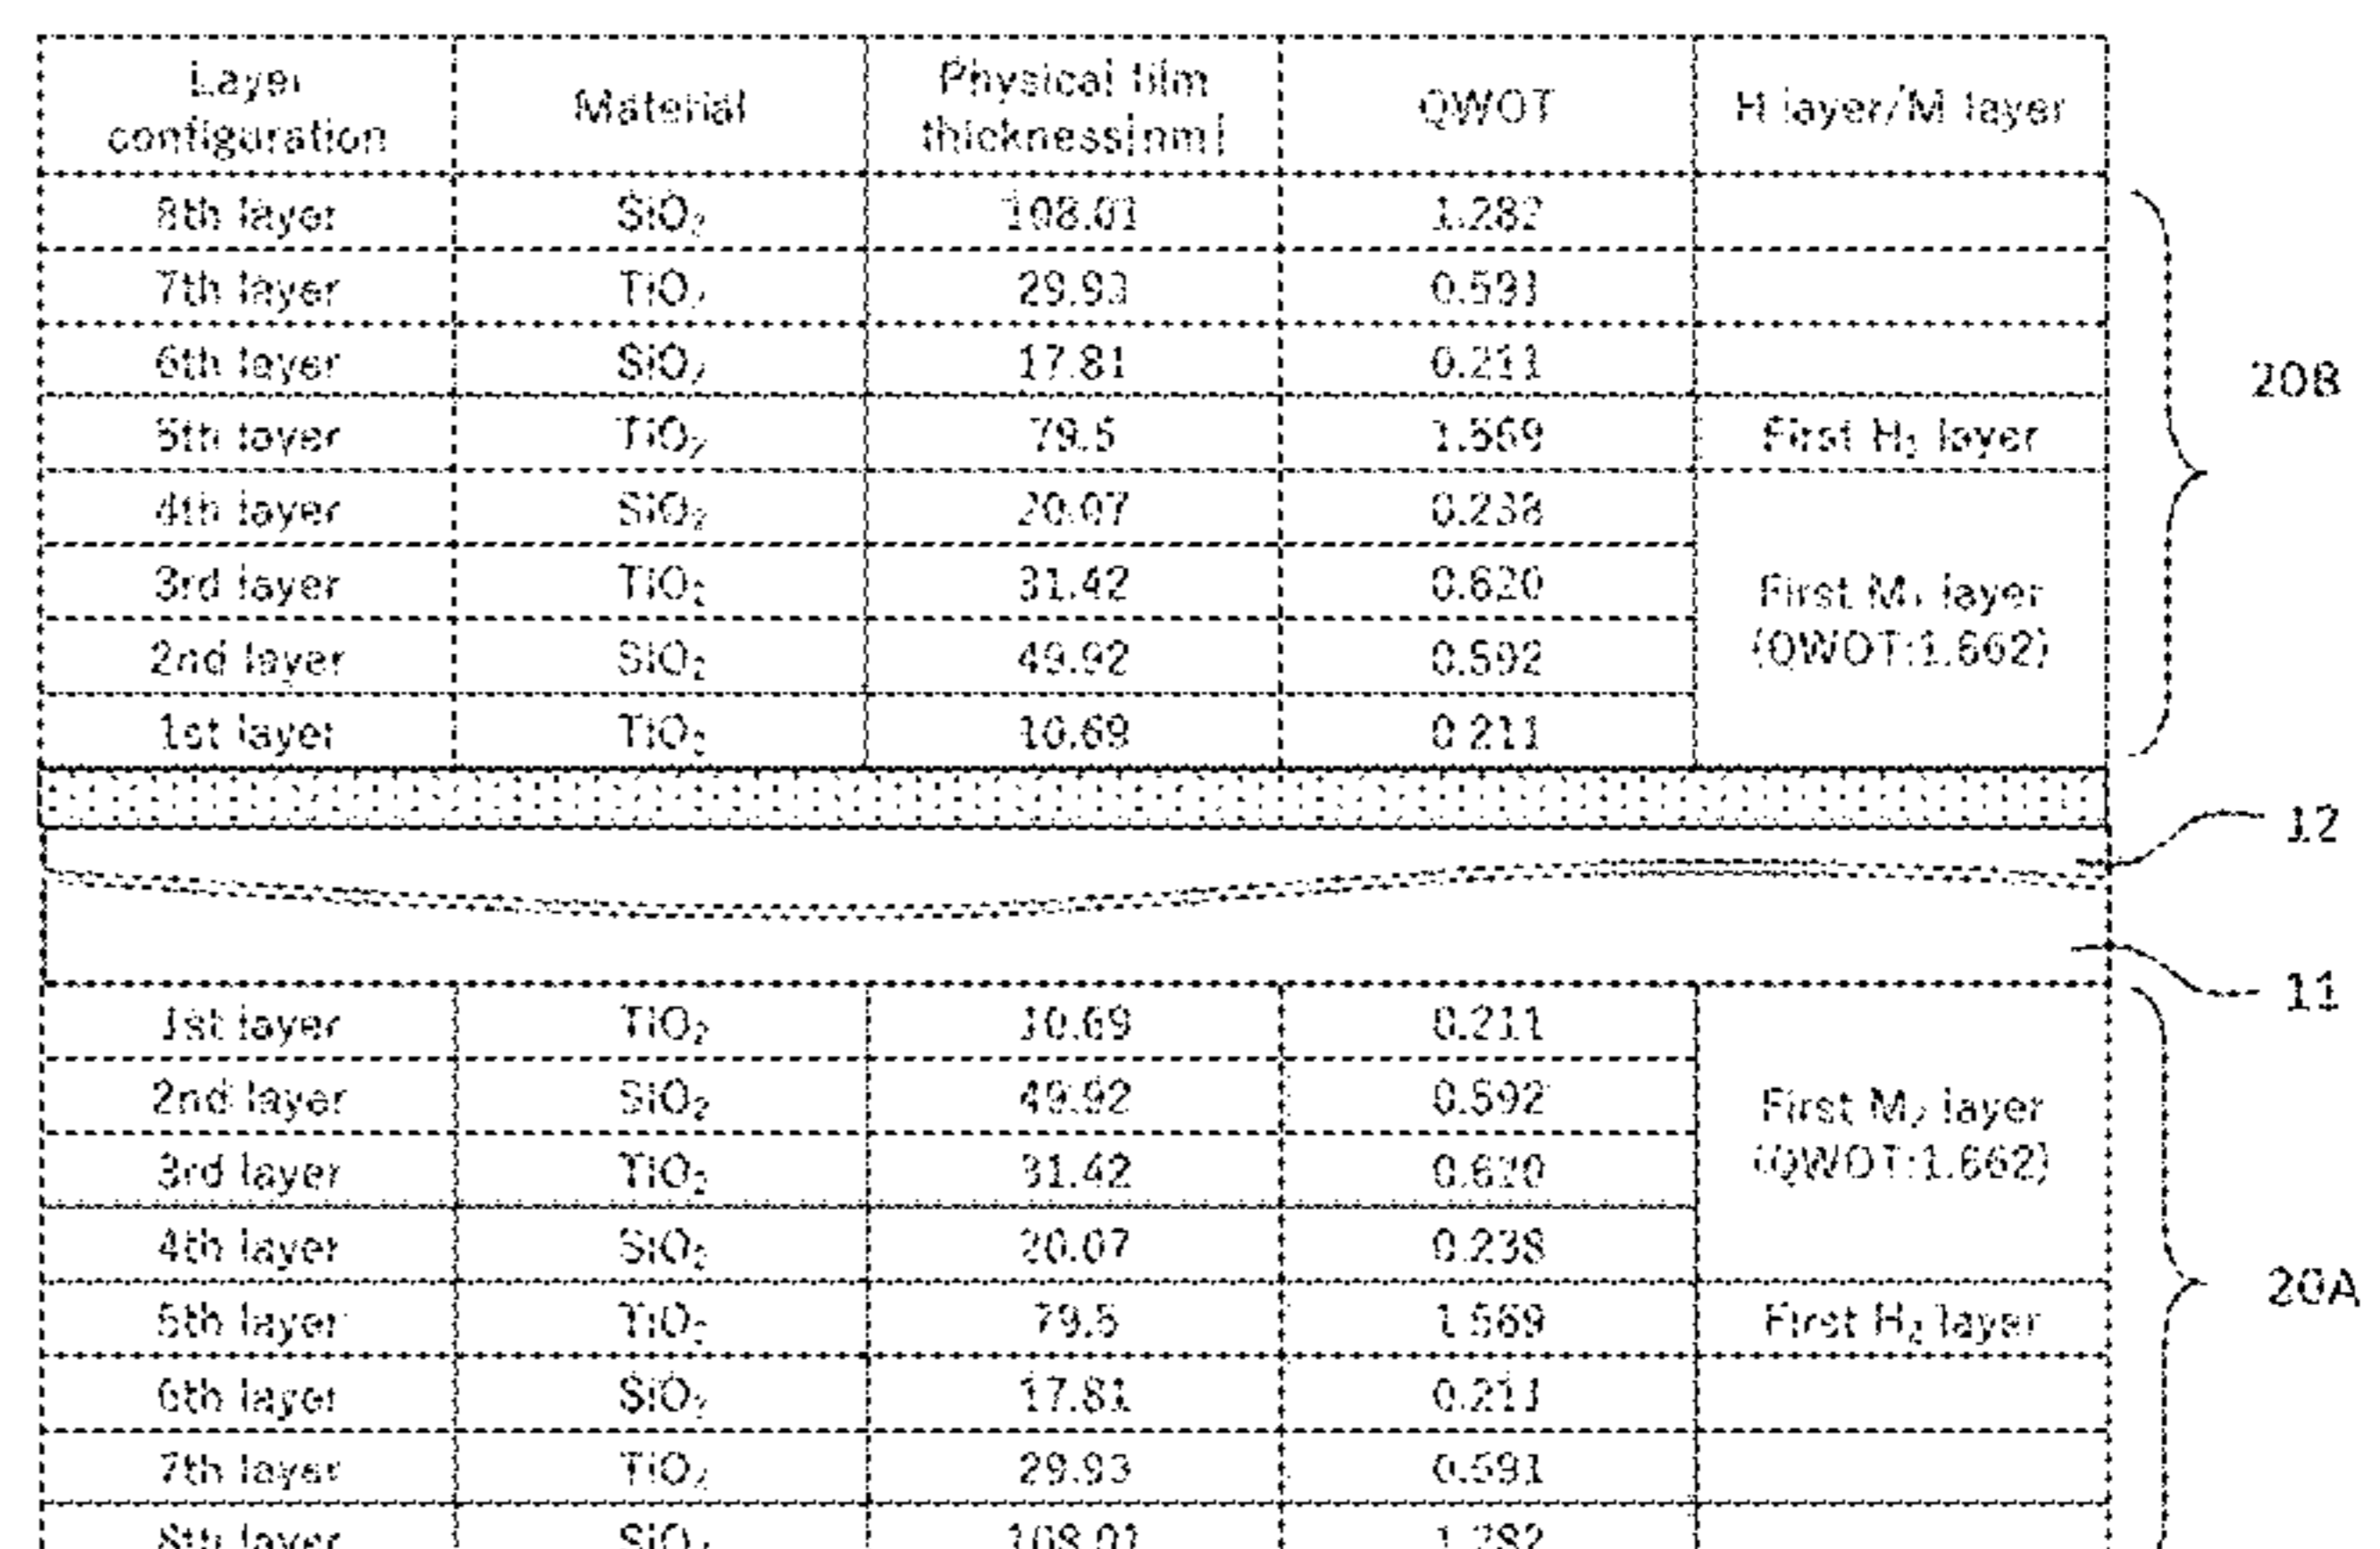 Layer configuration Material Physical film thickness[nm] QWOT H layer/M layer
8th layer SiO₂ 108.01 1.282
7th layer TiO₂ 29.93 0.591
6th layer SiO₂ 17.81 0.211
5th layer TiO₂ 79.5 1.569 First H₁ layer
4th layer SiO₂ 20.07 0.238
3rd layer TiO₂ 31.42 0.620 First M₁ layer
2nd layer SiO₂ 49.92 0.592 (QWOT:1.662)
1st layer TiO₂ 10.69 0.211
20B
12
11
1st layer TiO₂ 10.69 0.211
2nd layer SiO₂ 49.92 0.592 First M₂ layer
3rd layer TiO₂ 31.42 0.620 (QWOT:1.662)
4th layer SiO₂ 20.07 0.238
5th layer TiO₂ 79.5 1.569 First H₂ layer
6th layer SiO₂ 17.81 0.211
7th layer TiO₂ 29.93 0.591
8th layer SiO₂ 108.01 1.282
20A